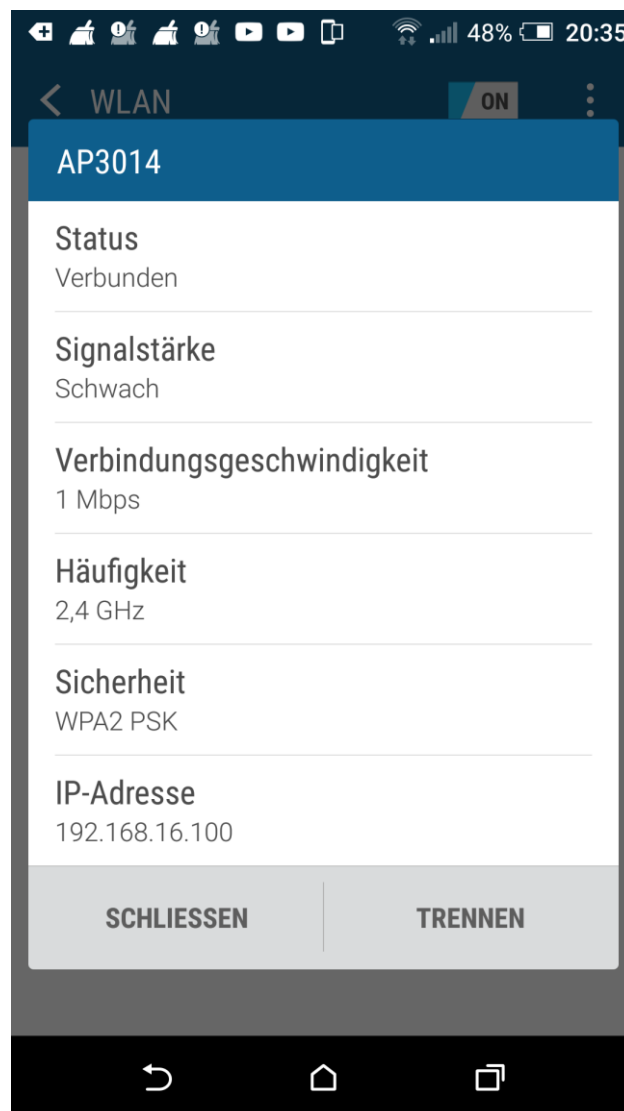 48% 20:35
WLAN ON
AP3014
Status
Verbunden
Signalstärke
Schwach
Verbindungsgeschwindigkeit
1 Mbps
Häufigkeit
2,4 GHz
Sicherheit
WPA2 PSK
IP-Adresse
192.168.16.100
SCHLIESSEN TRENNEN